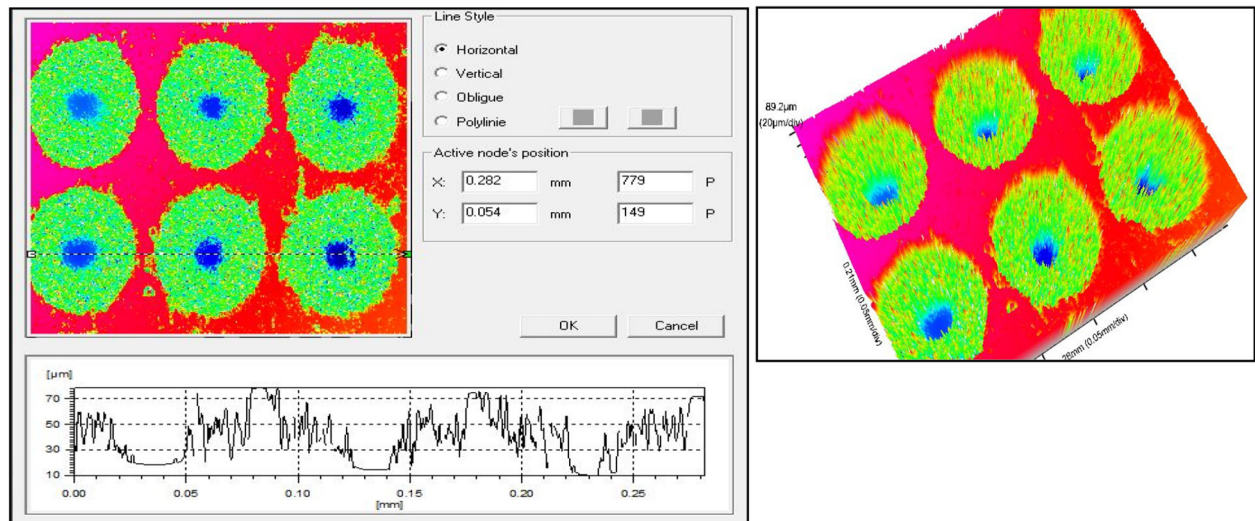 Line Style
Horizontal
Vertical
Obligue
Polylinie
Active node's position
X: 0.282 mm 779 P
Y: 0.054 mm 149 P
OK Cancel
[µm]
70
50
30
10
0.00 0.05 0.10 0.15 0.20 0.25
[mm]
89.2µm
(20µm/div)
0.21mm (0.05mm/div)
28mm (0.05mm/div)